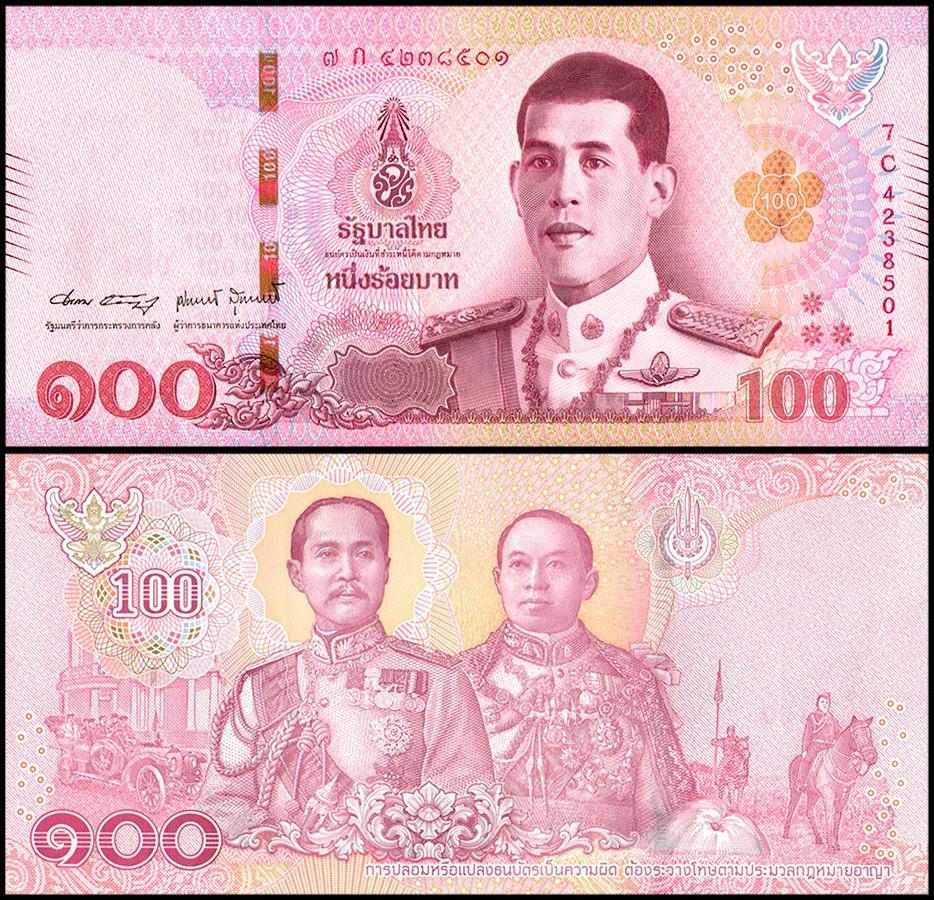 ๗ ก ๔๒๓๘๕๐๑
รัฐบาลไทย
ธนบัตรเป็นเงินที่ชำระหนี้ได้ตามกฎหมาย
หนึ่งร้อยบาท
รัฐมนตรีว่าการกระทรวงการคลัง ผู้ว่าการธนาคารแห่งประเทศไทย
๑๐๐
100
7C4238501
100
100
๑๐๐
การปลอมหรือแปลงธนบัตรเป็นความผิด ต้องระวางโทษตามประมวลกฎหมายอาญา